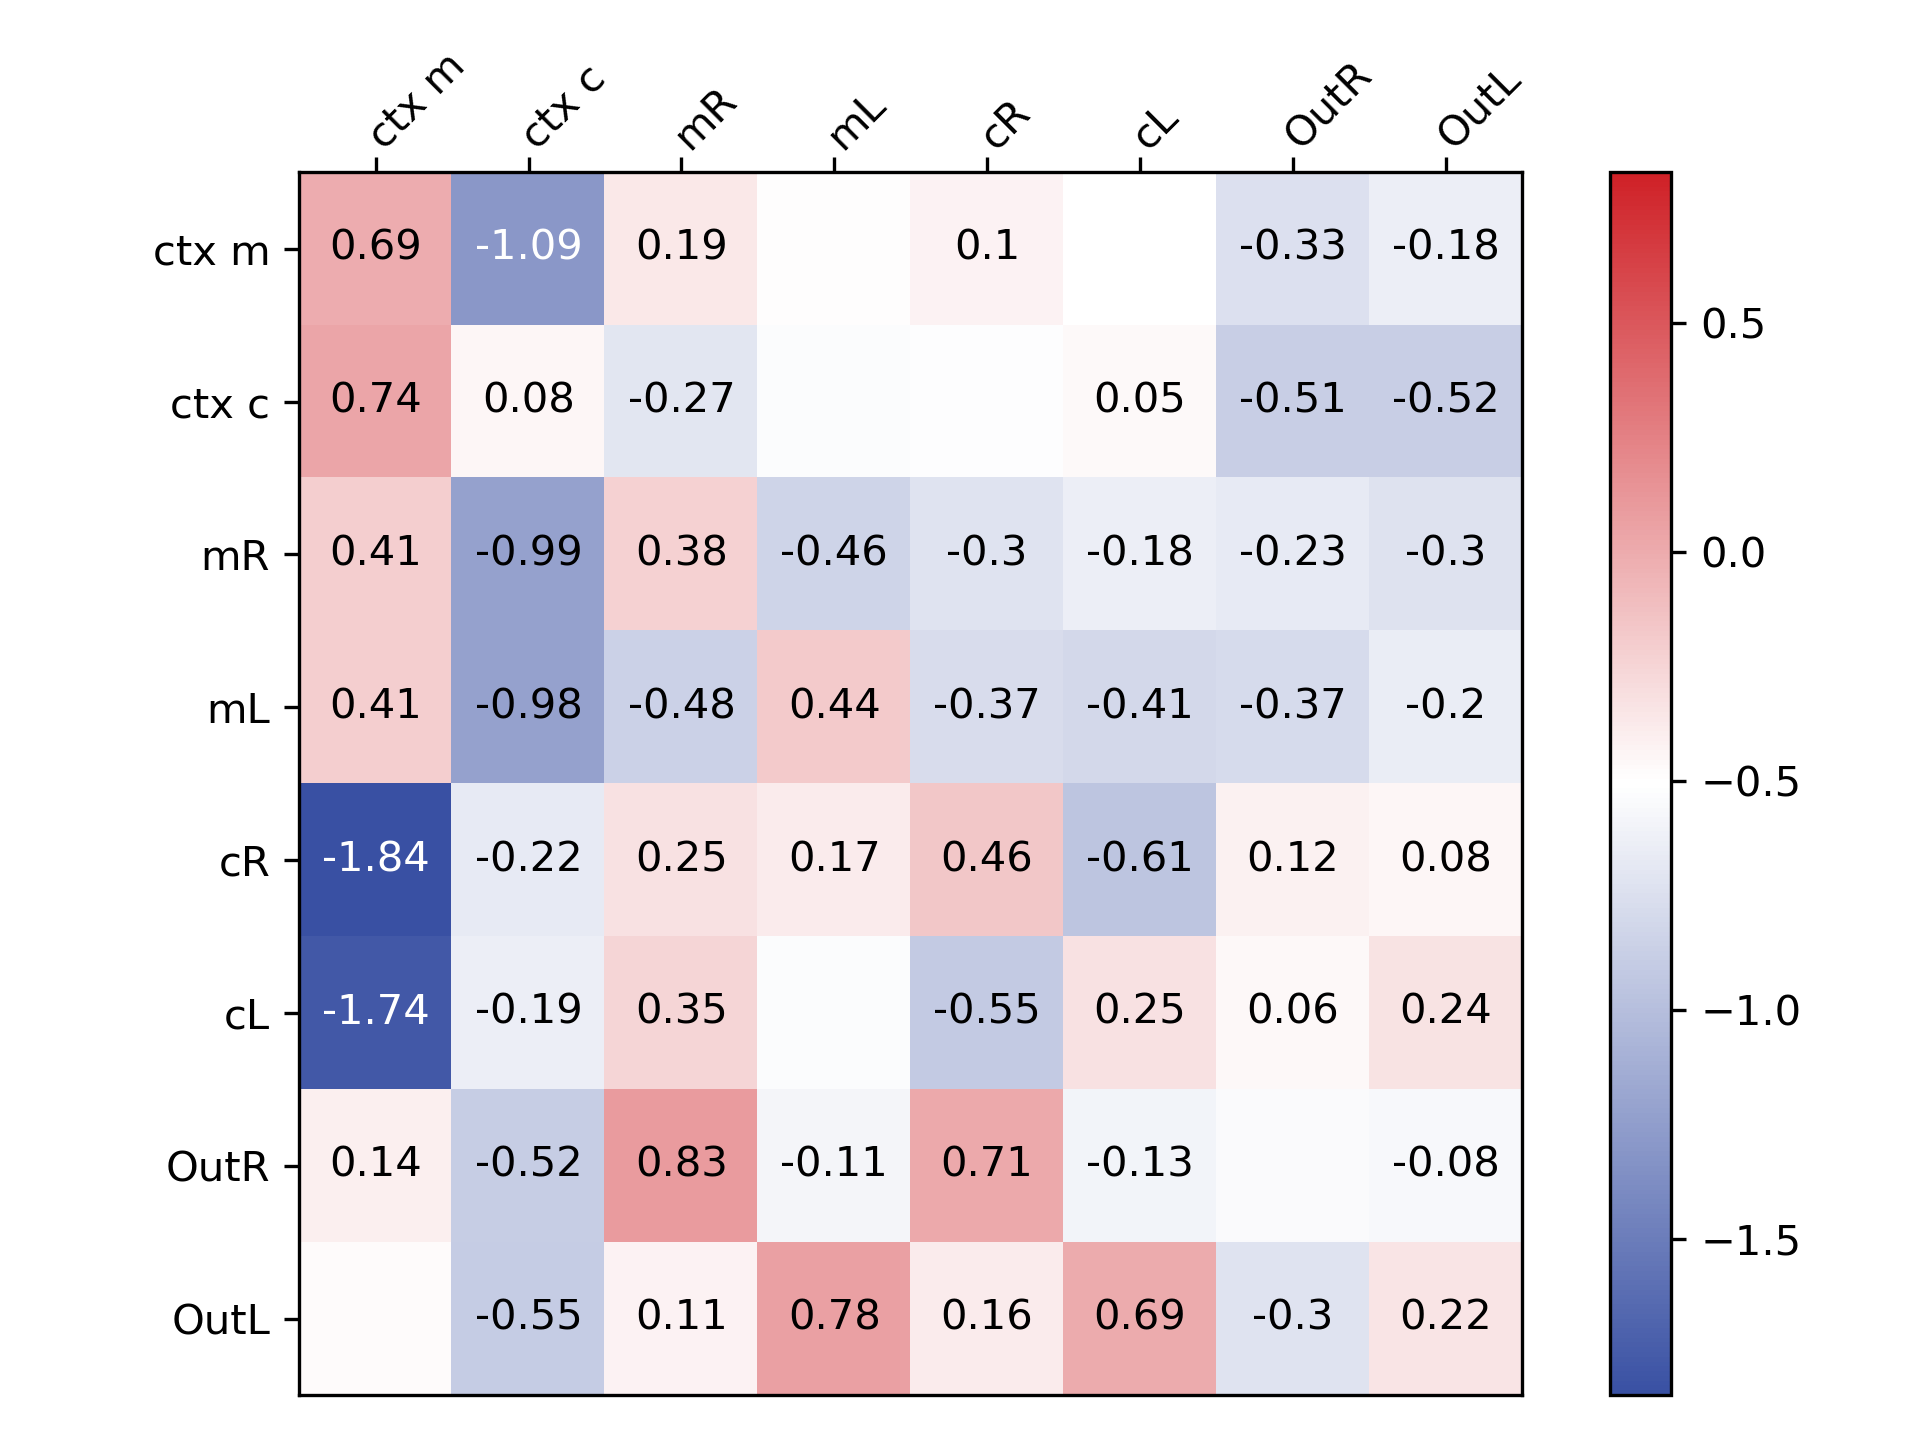 ctx m ctx c mR mL cR cL OutR OutL
ctx m 0.69 -1.09 0.19 0.1 -0.33 -0.18
ctx c 0.74 0.08 -0.27 0.05 -0.51 -0.52
mR 0.41 -0.99 0.38 -0.46 -0.3 -0.18 -0.23 -0.3
mL 0.41 -0.98 -0.48 0.44 -0.37 -0.41 -0.37 -0.2
cR -1.84 -0.22 0.25 0.17 0.46 -0.61 0.12 0.08
cL -1.74 -0.19 0.35 -0.55 0.25 0.06 0.24
OutR 0.14 -0.52 0.83 -0.11 0.71 -0.13 -0.08
OutL -0.55 0.11 0.78 0.16 0.69 -0.3 0.22
0.5
0.0
−0.5
−1.0
−1.5